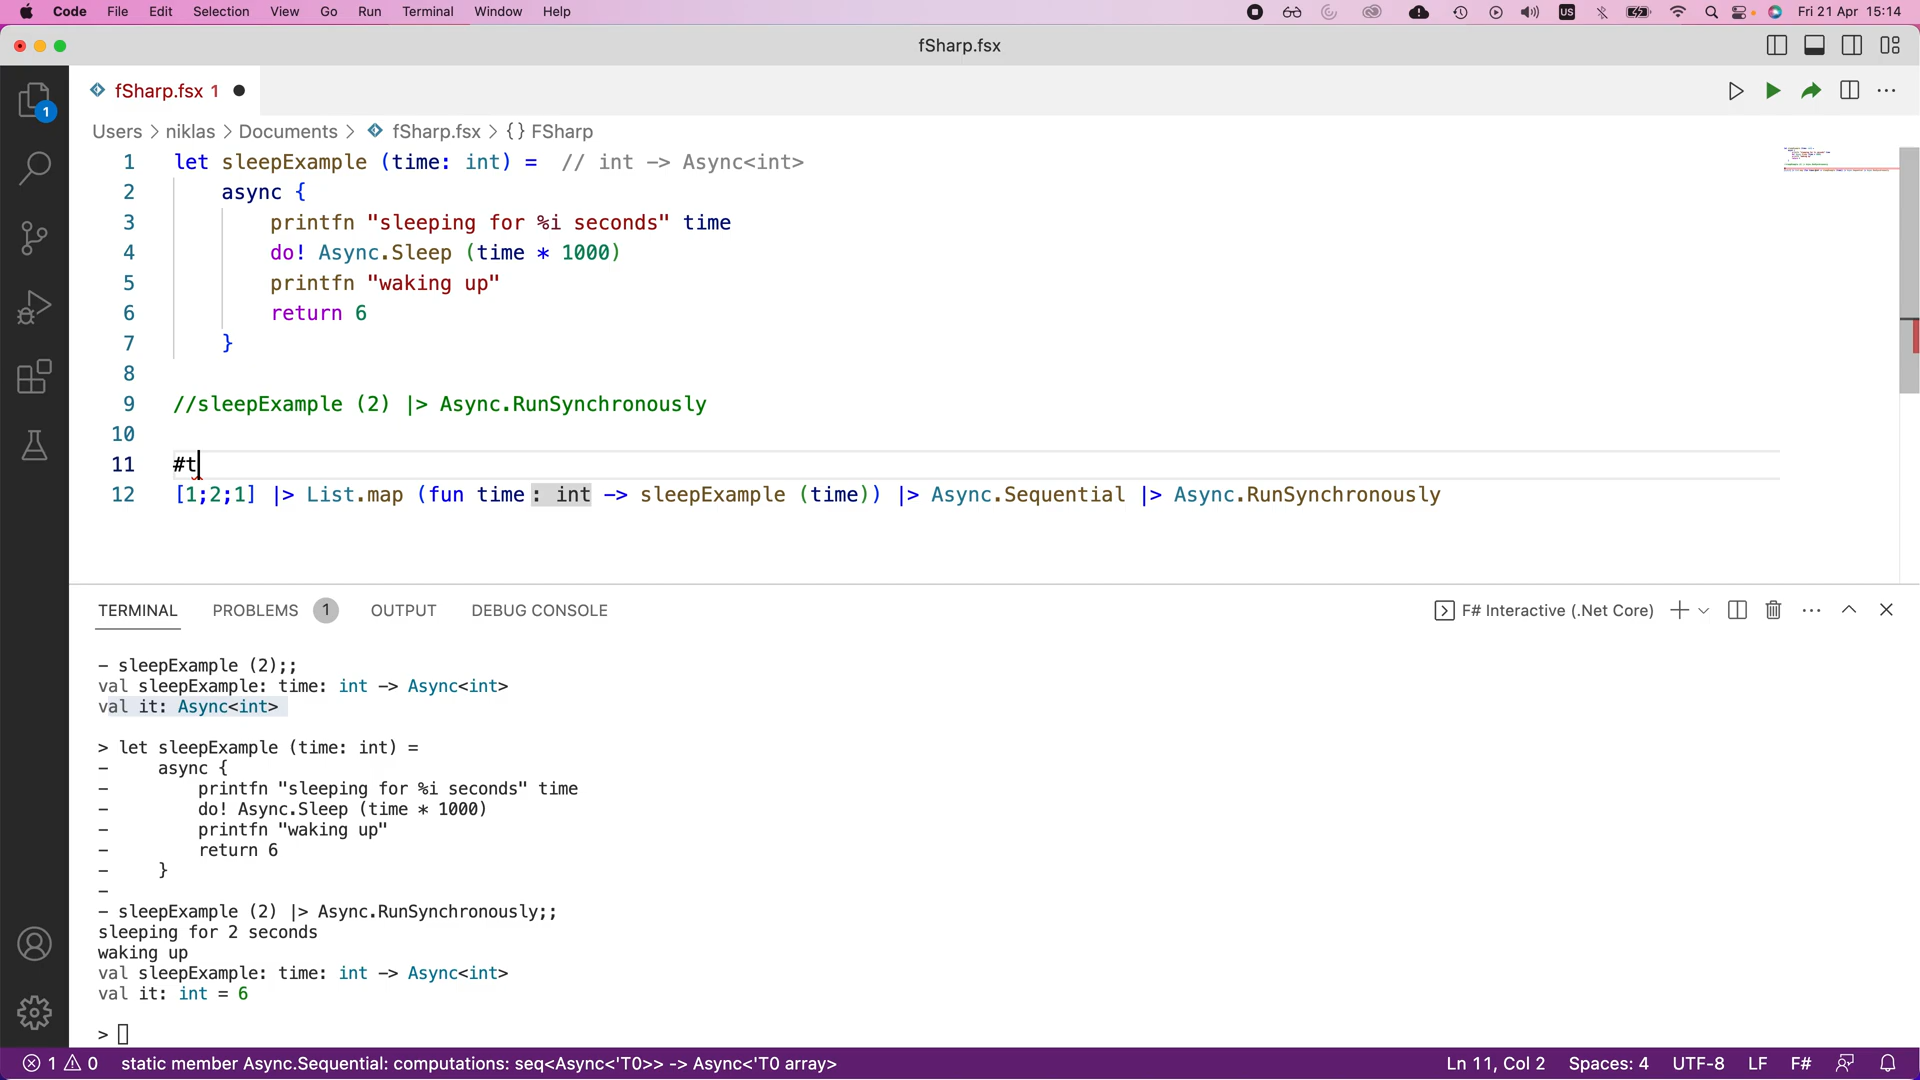 Code File Edit Selection View Go Run Terminal Window Help US Fri 21 Apr 15:14
fSharp.fsx
fSharp.fsx 1
Users > niklas > Documents > fSharp.fsx > {} FSharp
1 let sleepExample (time: int) = // int -> Async<int>
2 async {
3 printfn "sleeping for %i seconds" time
4 do! Async.Sleep (time * 1000)
5 printfn "waking up"
6 return 6
7 }
8
9 //sleepExample (2) |> Async.RunSynchronously
10
11 #t
12 [1;2;1] |> List.map (fun time: int -> sleepExample (time)) |> Async.Sequential |> Async.RunSynchronously
1
TERMINAL PROBLEMS 1 OUTPUT DEBUG CONSOLE F# Interactive (.Net Core)
- sleepExample (2);;
val sleepExample: time: int -> Async<int>
val it: Async<int>
> let sleepExample (time: int) =
- async {
- printfn "sleeping for %i seconds" time
- do! Async.Sleep (time * 1000)
- printfn "waking up"
- return 6
- }
-
- sleepExample (2) |> Async.RunSynchronously;;
sleeping for 2 seconds
waking up
val sleepExample: time: int -> Async<int>
val it: int = 6
>
1 0 static member Async.Sequential: computations: seq<Async<'T0>> -> Async<'T0 array> Ln 11, Col 2 Spaces: 4 UTF-8 LF F#